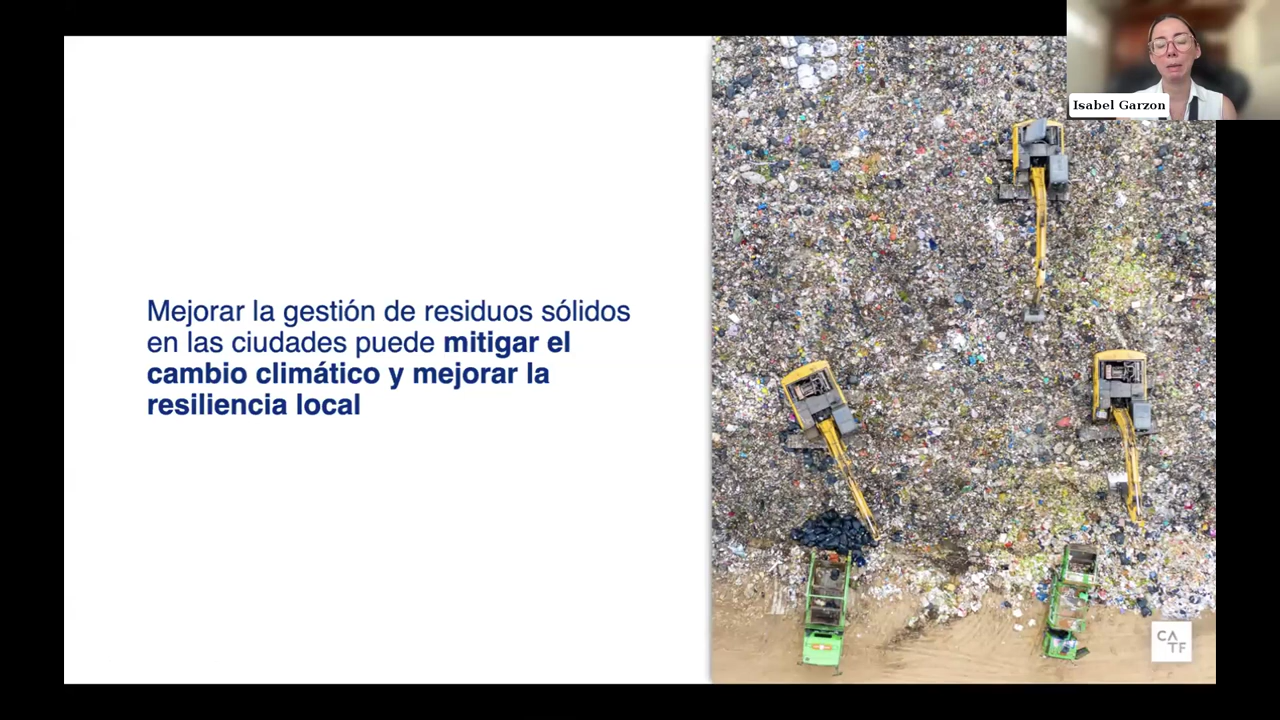 Isabel Garzon
Mejorar la gestión de residuos sólidos
en las ciudades puede mitigar el
cambio climático y mejorar la
resiliencia local
CA
TF